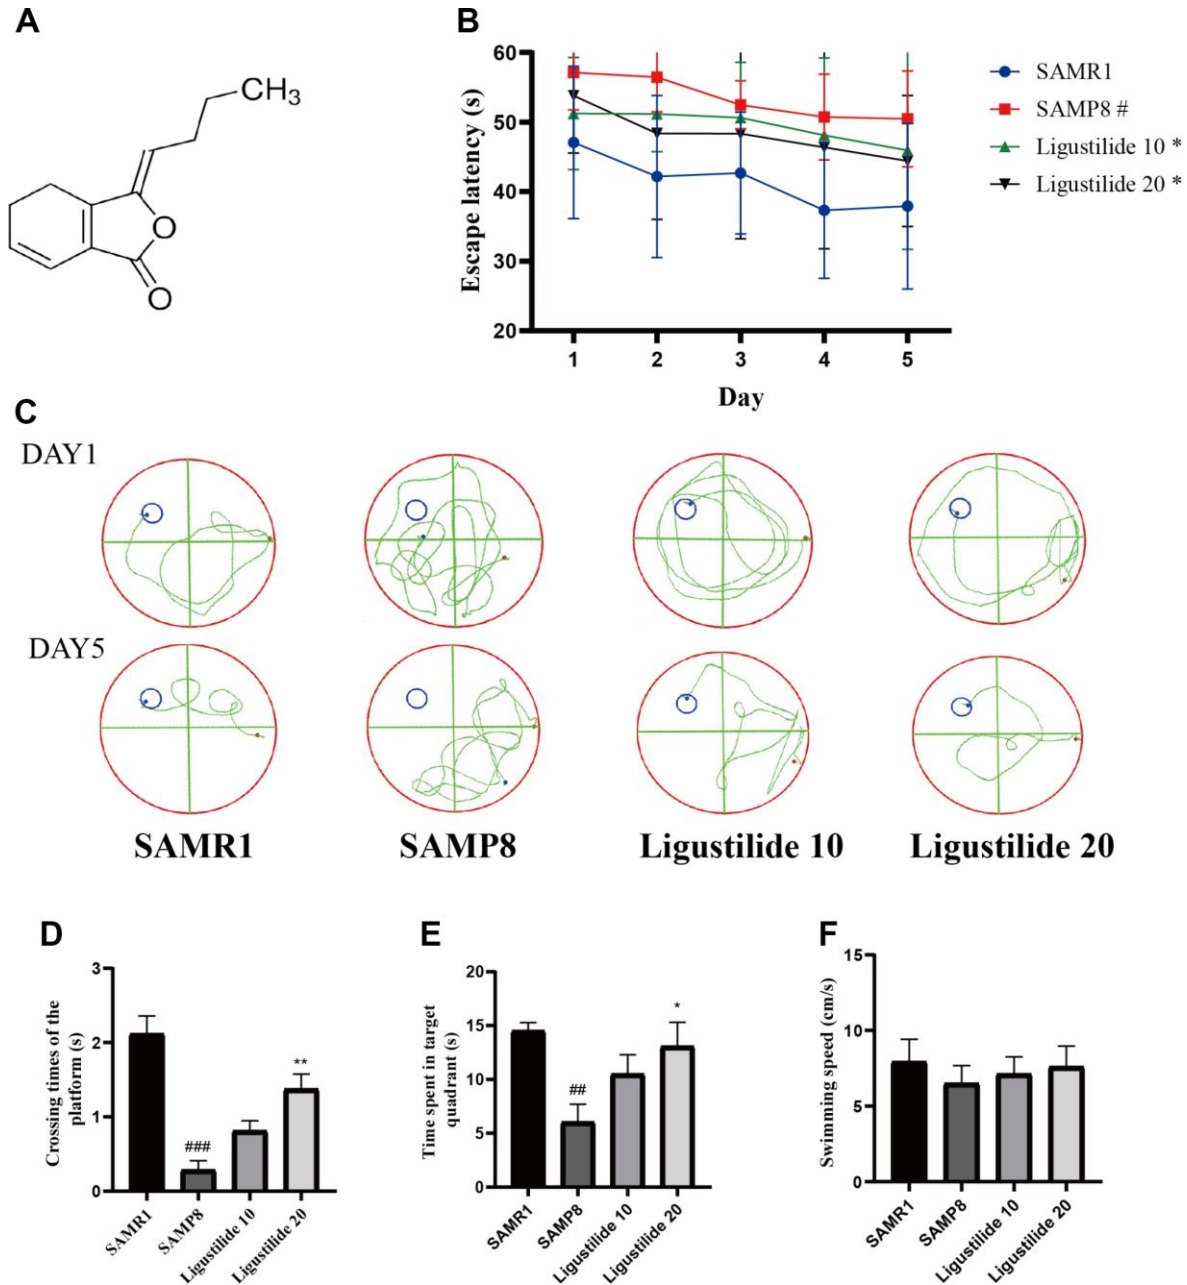 A
CH3
O
O
B
Escape latency (s)
60
50
40
30
20
1 2 3 4 5
Day
SAMR1
SAMP8 #
Ligustilide 10 *
Ligustilide 20 *
C
DAY1
DAY5
SAMR1 SAMP8 Ligustilide 10 Ligustilide 20
D
Crossing times of the
platform (s)
3
2
1
0
###
**
SAMR1 SAMP8 Ligustilide 10 Ligustilide 20
E
Time spent in target
quadrant (s)
20
15
10
5
0
##
*
SAMR1 SAMP8 Ligustilide 10 Ligustilide 20
F
Swimming speed (cm/s)
15
10
5
0
SAMR1 SAMP8 Ligustilide 10 Ligustilide 20